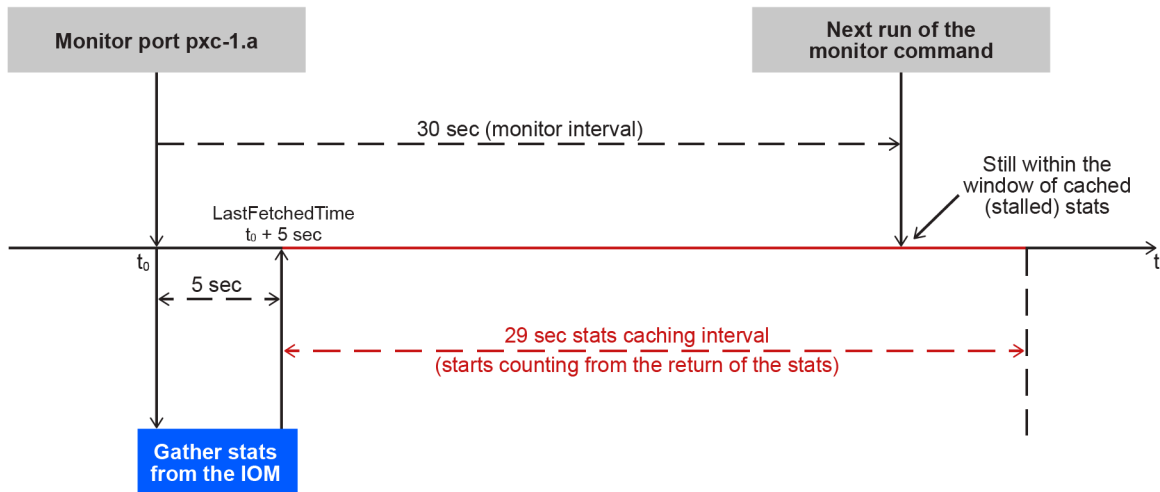 Monitor port pxc-1.a
Next run of the
monitor command
30 sec (monitor interval)
Still within the
window of cached
(stalled) stats
LastFetchedTime
t₀ + 5 sec
t₀
t
5 sec
29 sec stats caching interval
(starts counting from the return of the stats)
Gather stats
from the IOM